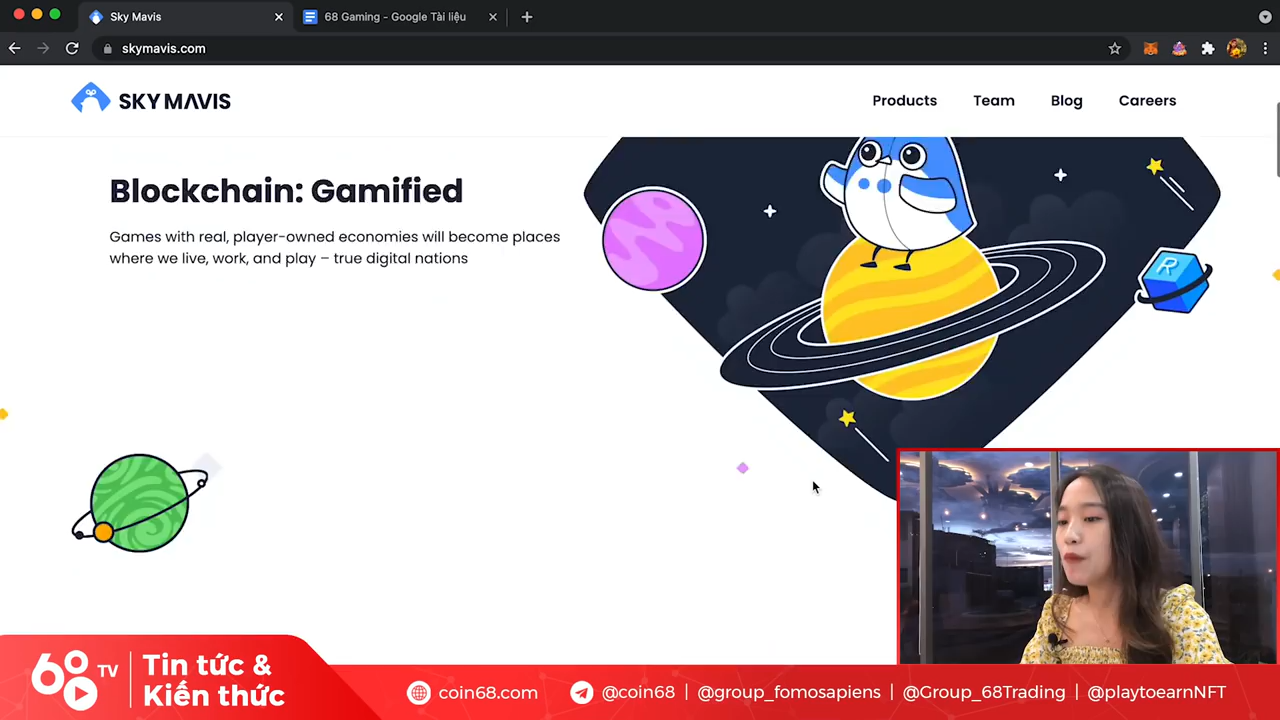 Sky Mavis
68 Gaming - Google Tài liệu
skymavis.com
SKY MAVIS
Products
Team
Blog
Careers
Blockchain: Gamified
Games with real, player-owned economies will become places
where we live, work, and play – true digital nations
R
68 TV
Tin tức &
Kiến thức
coin68.com
@coin68 | @group_fomosapiens | @Group_68Trading | @playtoearnNFT